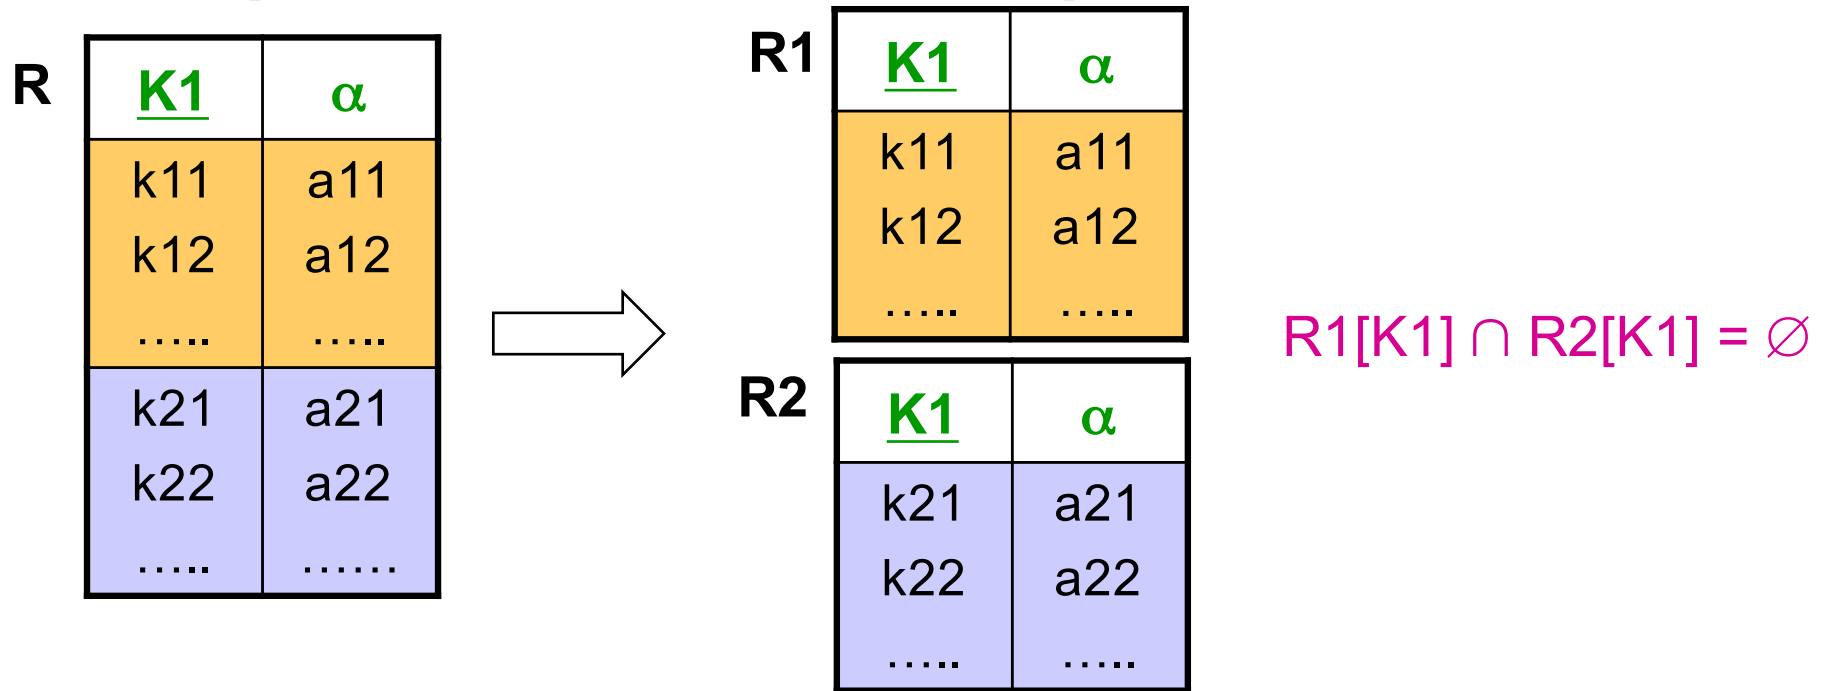 R
K1 α
k11 a11
k12 a12
..... .....
k21 a21
k22 a22
..... ......
R1
K1 α
k11 a11
k12 a12
..... .....
R2
K1 α
k21 a21
k22 a22
..... .....
R1[K1] ∩ R2[K1] = ∅